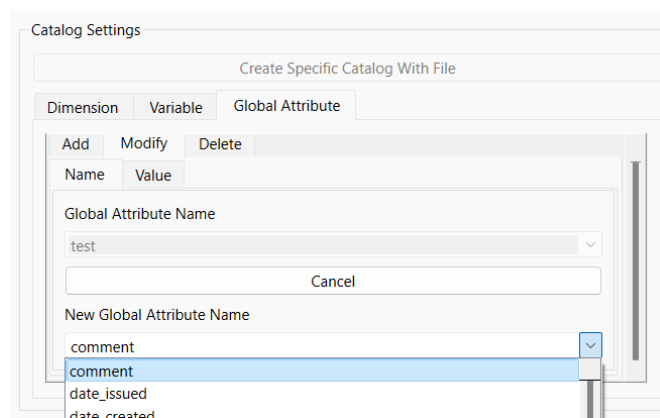 Catalog Settings
Create Specific Catalog With File
Dimension Variable Global Attribute
Add Modify Delete
Name Value
Global Attribute Name
test
Cancel
New Global Attribute Name
comment
comment
date_issued
date_created